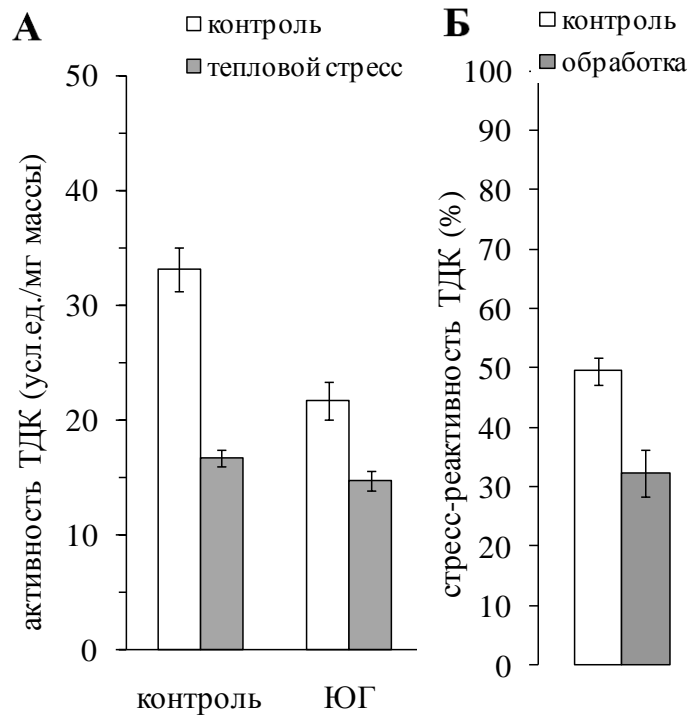 А
контроль
тепловой стресс
активность ТДК (усл.ед./мг массы)
50
40
30
20
10
0
контроль
ЮГ
Б
контроль
обработка
стресс-реактивность ТДК (%)
100
90
80
70
60
50
40
30
20
10
0